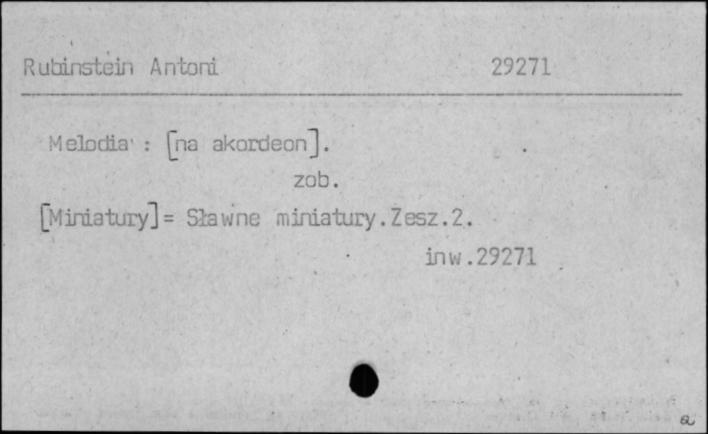 Rubinstein Antoni 29271
Melodia : [na akordeon].
zob.
[Miniatury]= Sławne miniatury.Zesz.2.
inw.29271